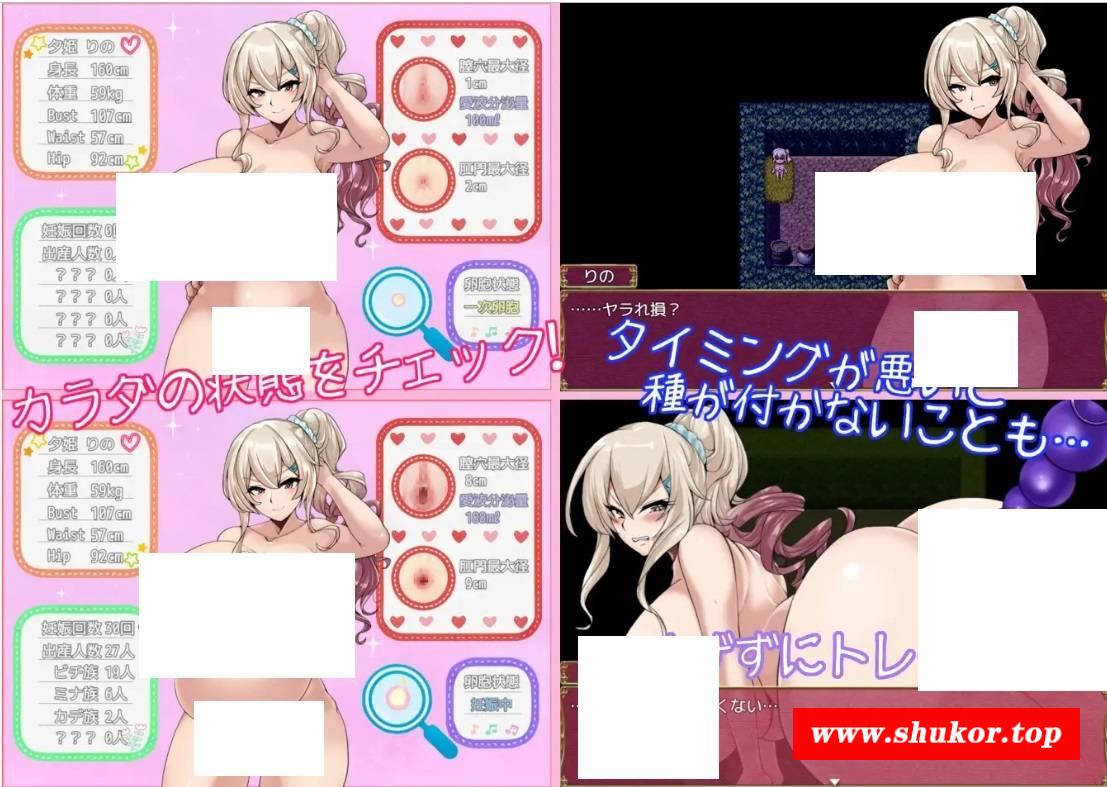 夕姫 りの
身長 160cm
体重 59kg
Bust 107cm
Waist 57cm
Hip 92cm
膣穴最大径
1cm
愛液分泌量
100㎖
肛門最大径
2cm
妊娠回数 0
出産人数 0
？？？ 0人
？？？ 0人
？？？ 0人
？？？ 0人
卵胞状態
一次卵胞
カラダの状態をチェック!
りの
……ヤラれ損？
タイミングが悪いと
種が付かないことも…
夕姫 りの
身長 160cm
体重 59kg
Bust 107cm
Waist 57cm
Hip 92cm
膣穴最大径
8cm
愛液分泌量
180㎖
肛門最大径
9cm
妊娠回数 30回
出産人数 27人
ピチ族 19人
ミナ族 6人
カデ族 2人
？？？ 0人
卵胞状態
妊娠中
ずにトレ
くない…
www.shukor.top